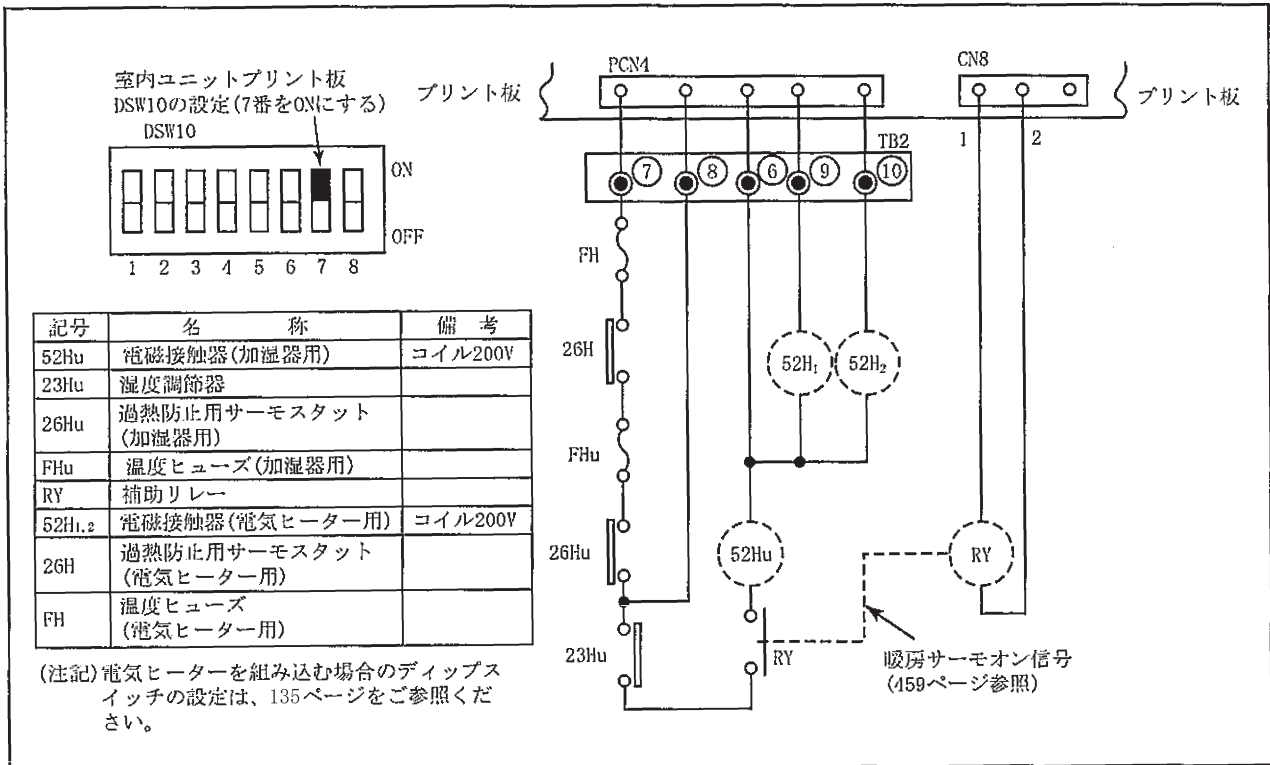 室内ユニットプリント板
DSW10の設定(7番をONにする)
DSW10
ON
OFF
1 2 3 4 5 6 7 8
プリント板
PCN4
CN8
プリント板
1 2
TB2
⑦ ⑧ ⑥ ⑨ ⑩
FH
26H
FHu
26Hu
23Hu
52H₁ 52H₂
52Hu
RY
RY
暖房サーモオン信号
(459ページ参照)
記号 名 称 備 考
52Hu 電磁接触器(加湿器用) コイル200V
23Hu 湿度調節器
26Hu 過熱防止用サーモスタット
(加湿器用)
FHu 温度ヒューズ(加湿器用)
RY 補助リレー
52H₁.₂ 電磁接触器(電気ヒーター用) コイル200V
26H 過熱防止用サーモスタット
(電気ヒーター用)
FH 温度ヒューズ
(電気ヒーター用)
(注記)電気ヒーターを組み込む場合のディップス
イッチの設定は、135ページをご参照くだ
さい。